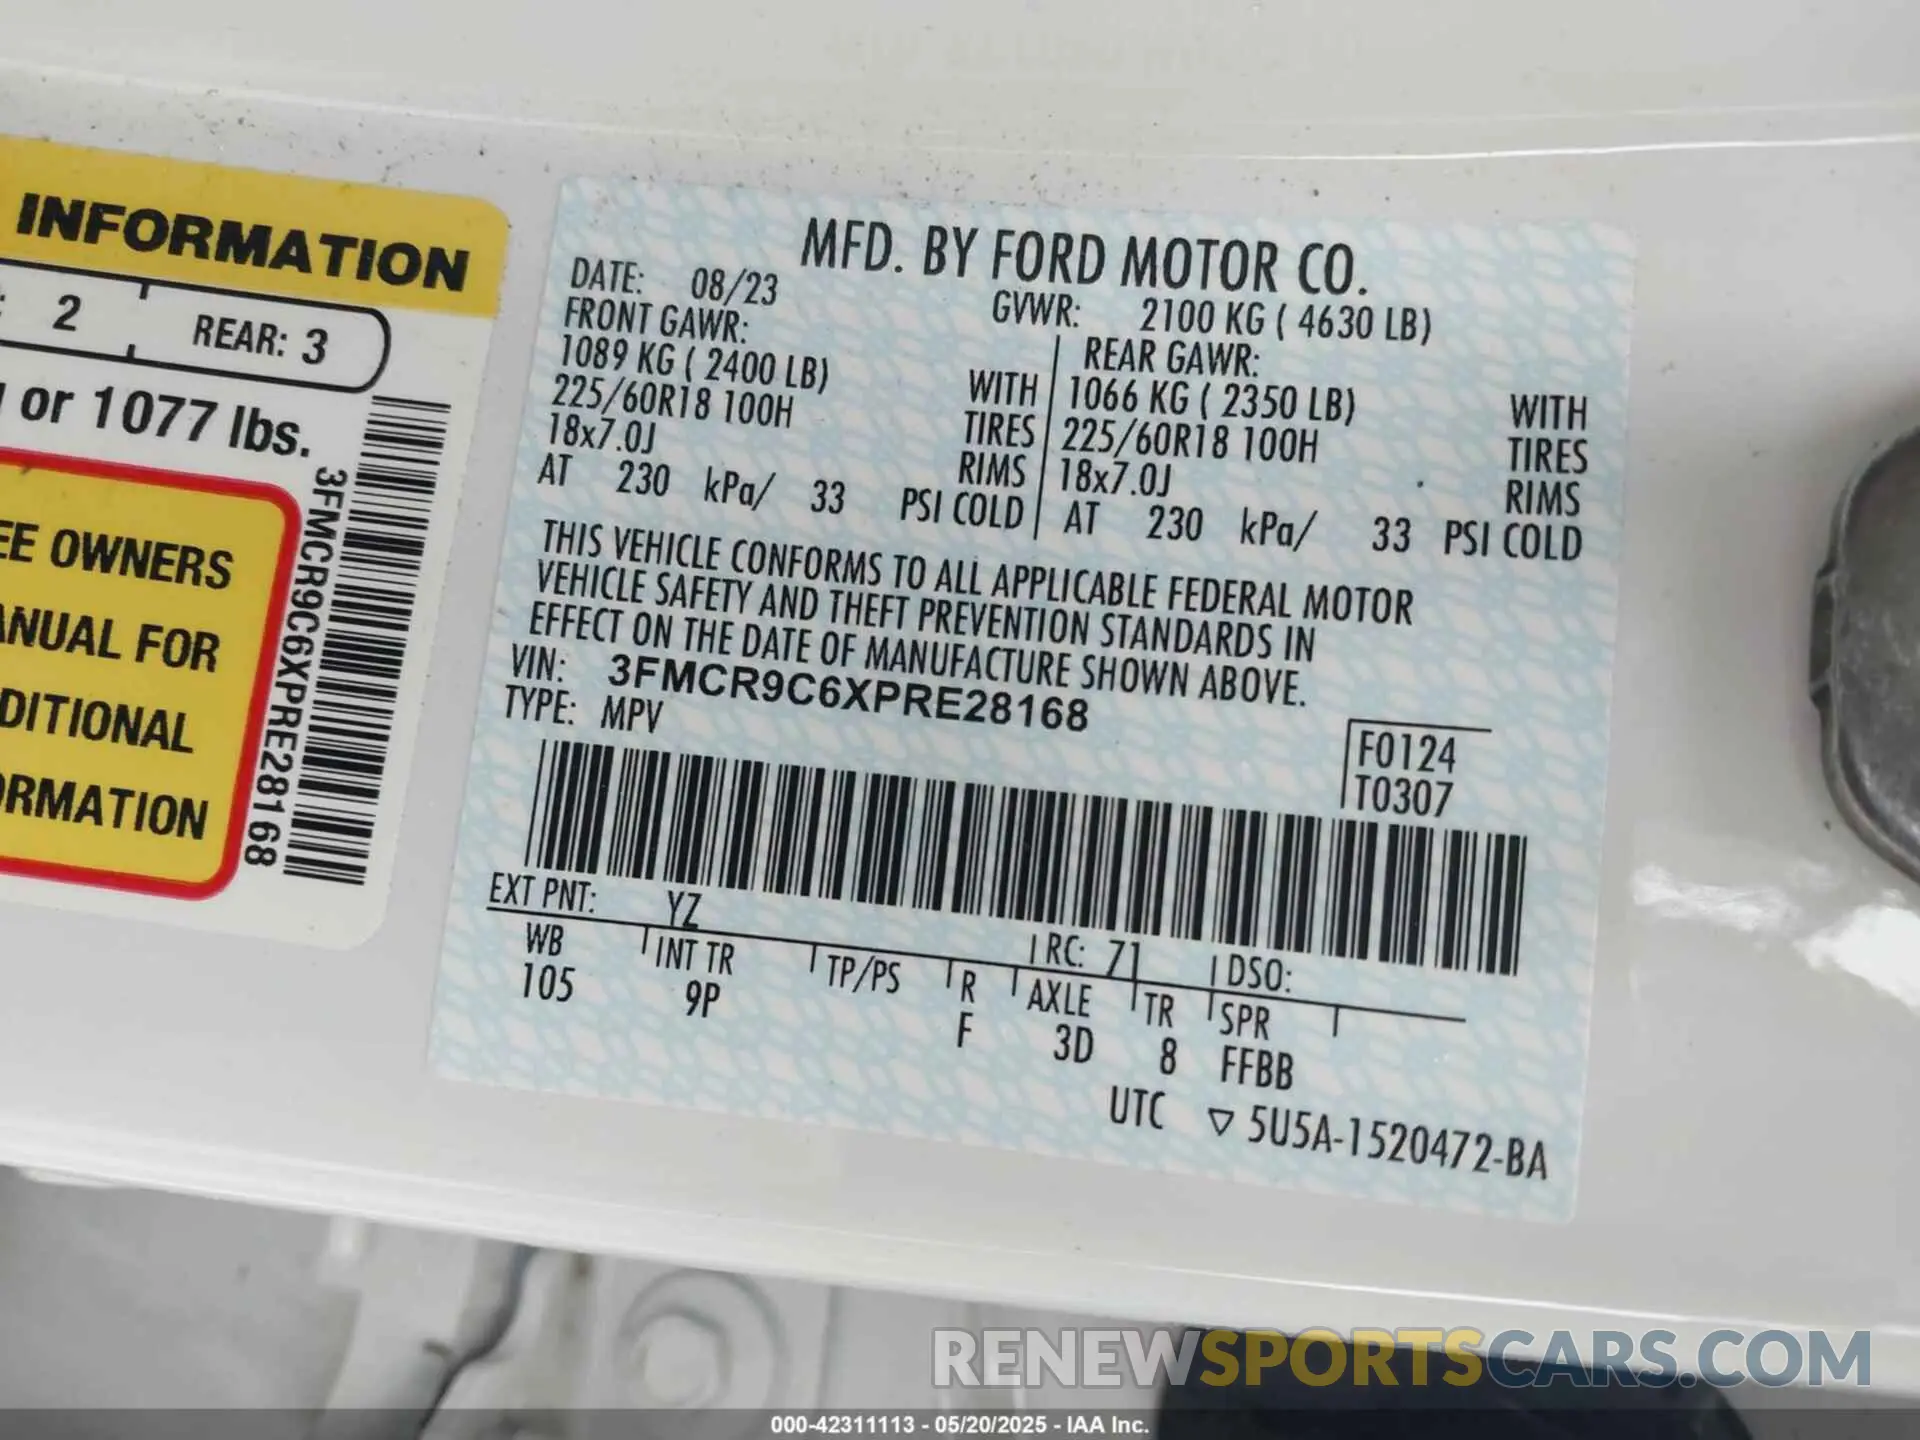 INFORMATION
: 2 REAR: 3
or 1077 lbs.
EE OWNERS
ANUAL FOR
DITIONAL
ORMATION
3FMCR9C6XPRE28168
MFD. BY FORD MOTOR CO.
DATE: 08/23 GVWR: 2100 KG ( 4630 LB)
FRONT GAWR: REAR GAWR:
1089 KG ( 2400 LB) WITH 1066 KG ( 2350 LB) WITH
225/60R18 100H TIRES 225/60R18 100H TIRES
18x7.0J RIMS 18x7.0J RIMS
AT 230 kPa/ 33 PSI COLD AT 230 kPa/ 33 PSI COLD
THIS VEHICLE CONFORMS TO ALL APPLICABLE FEDERAL MOTOR
VEHICLE SAFETY AND THEFT PREVENTION STANDARDS IN
EFFECT ON THE DATE OF MANUFACTURE SHOWN ABOVE.
VIN: 3FMCR9C6XPRE28168
TYPE: MPV
F0124
T0307
EXT PNT: YZ RC: 71 DSO:
WB INT TR TP/PS R AXLE TR SPR
105 9P F 3D 8 FFBB
UTC ▽ 5U5A-1520472-BA
RENEWSPORTSCARS.COM
000-42311113 - 05/20/2025 - IAA Inc.